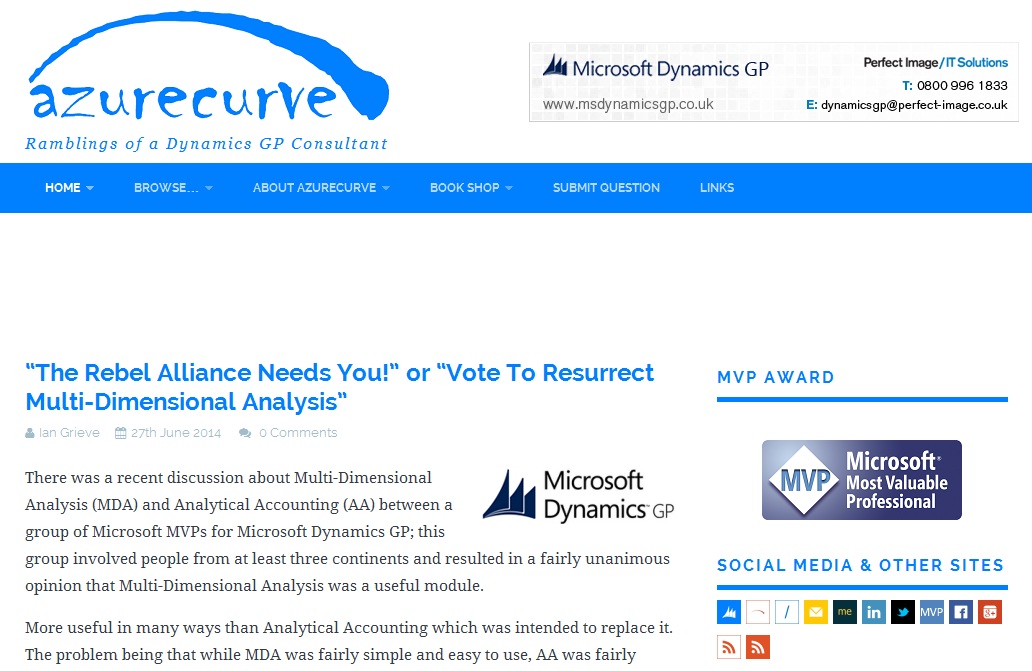 azurecurve
Ramblings of a Dynamics GP Consultant
Microsoft Dynamics GP
Perfect Image/IT Solutions
T: 0800 996 1833
www.msdynamicsgp.co.uk
E: dynamicsgp@perfect-image.co.uk
HOME BROWSE... ABOUT AZURECURVE BOOK SHOP SUBMIT QUESTION LINKS
“The Rebel Alliance Needs You!” or “Vote To Resurrect
Multi-Dimensional Analysis”
Ian Grieve 27th June 2014 0 Comments
There was a recent discussion about Multi-Dimensional
Analysis (MDA) and Analytical Accounting (AA) between a
group of Microsoft MVPs for Microsoft Dynamics GP; this
group involved people from at least three continents and resulted in a fairly unanimous
opinion that Multi-Dimensional Analysis was a useful module.
Microsoft
Dynamics™ GP
More useful in many ways than Analytical Accounting which was intended to replace it.
The problem being that while MDA was fairly simple and easy to use, AA was fairly
MVP AWARD
MVP
Microsoft®
Most Valuable
Professional
SOCIAL MEDIA & OTHER SITES
me
in
MVP